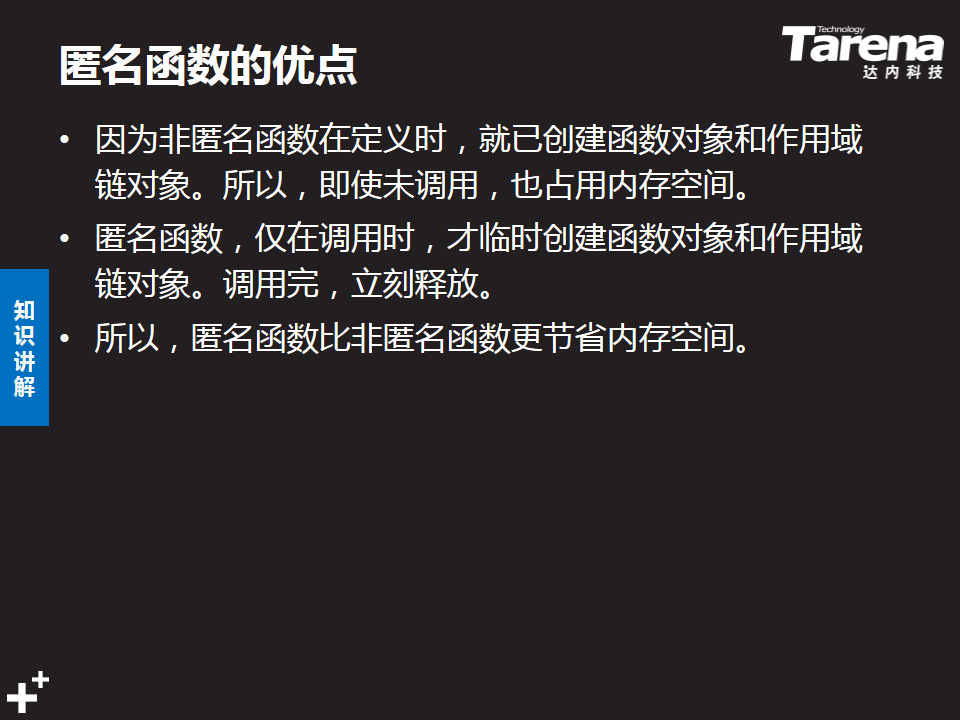 匿名函数的优点
Technology
Tarena
达内科技
• 因为非匿名函数在定义时，就已创建函数对象和作用域
链对象。所以，即使未调用，也占用内存空间。
• 匿名函数，仅在调用时，才临时创建函数对象和作用域
链对象。调用完，立刻释放。
• 所以，匿名函数比非匿名函数更节省内存空间。
知识讲解